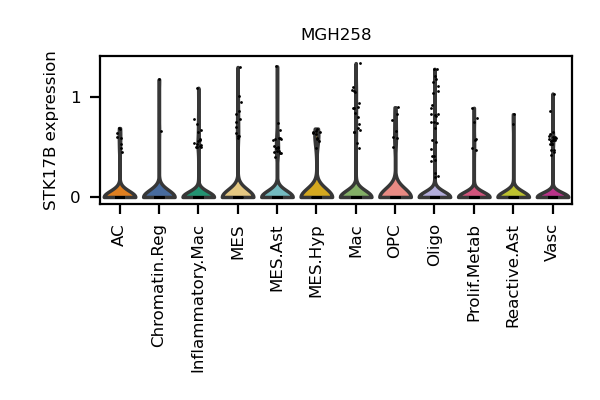 MGH258
STK17B expression
1
0
AC
Chromatin.Reg
Inflammatory.Mac
MES
MES.Ast
MES.Hyp
Mac
OPC
Oligo
Prolif.Metab
Reactive.Ast
Vasc